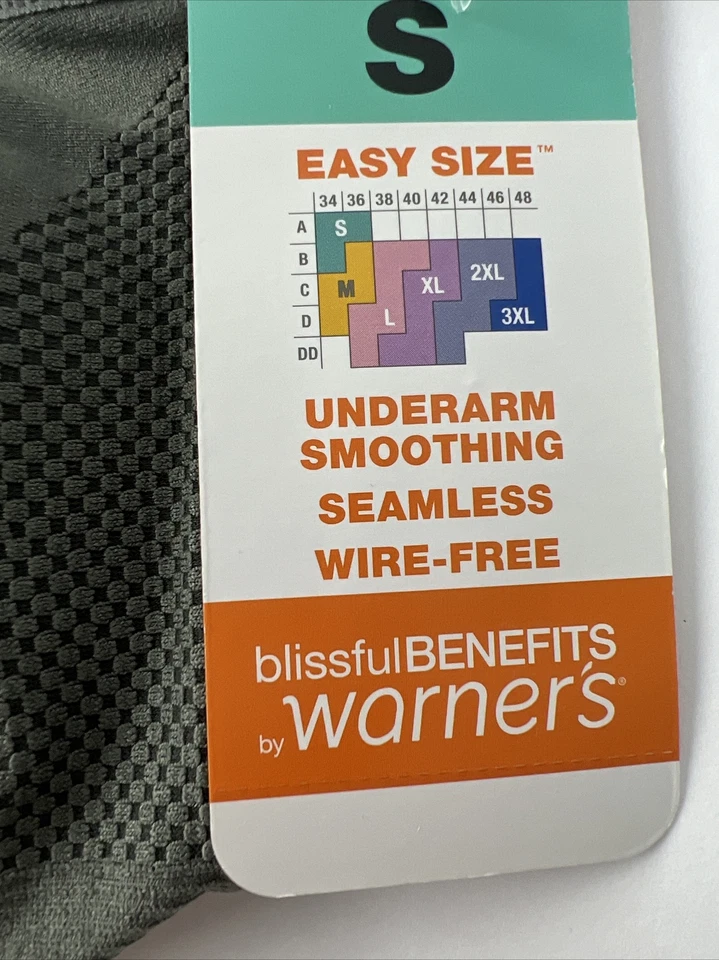 S
EASY SIZE™
34 36 38 40 42 44 46 48
A S
B
C M XL 2XL
D L 3XL
DD
UNDERARM
SMOOTHING
SEAMLESS
WIRE-FREE
blissfulBENEFITS
by warner's®